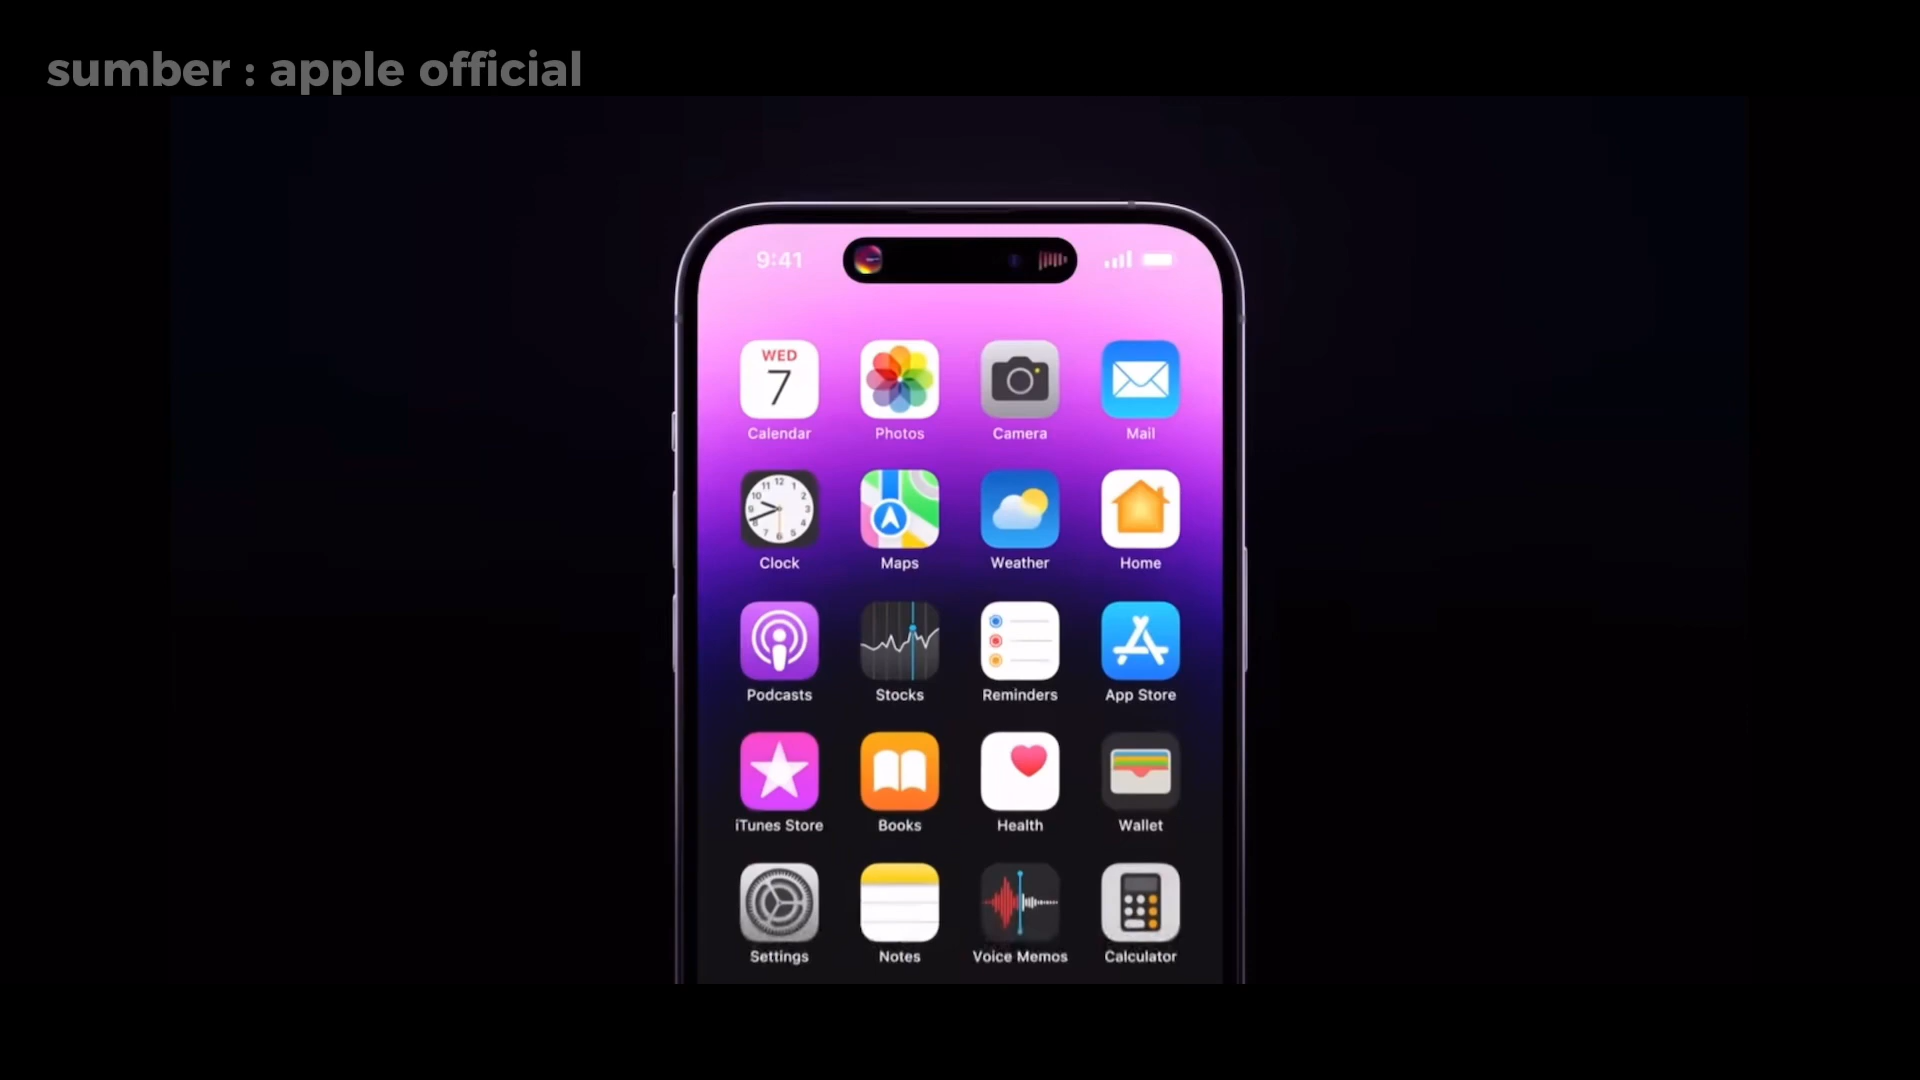 sumber : apple official
9:41
WED
7
Calendar
Photos
Camera
Mail
Clock
Maps
Weather
Home
Podcasts
Stocks
Reminders
App Store
iTunes Store
Books
Health
Wallet
Settings
Notes
Voice Memos
Calculator